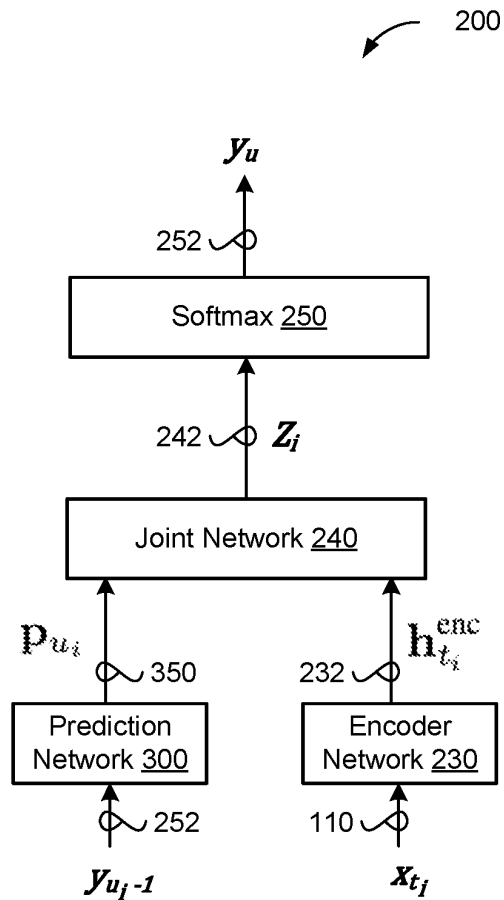 200
y_u
252
Softmax 250
242
Z_i
Joint Network 240
P_{u_i}
h_{t_i}^{enc}
350
232
Prediction
Network 300
Encoder
Network 230
252
110
y_{u_i-1}
x_{t_i}